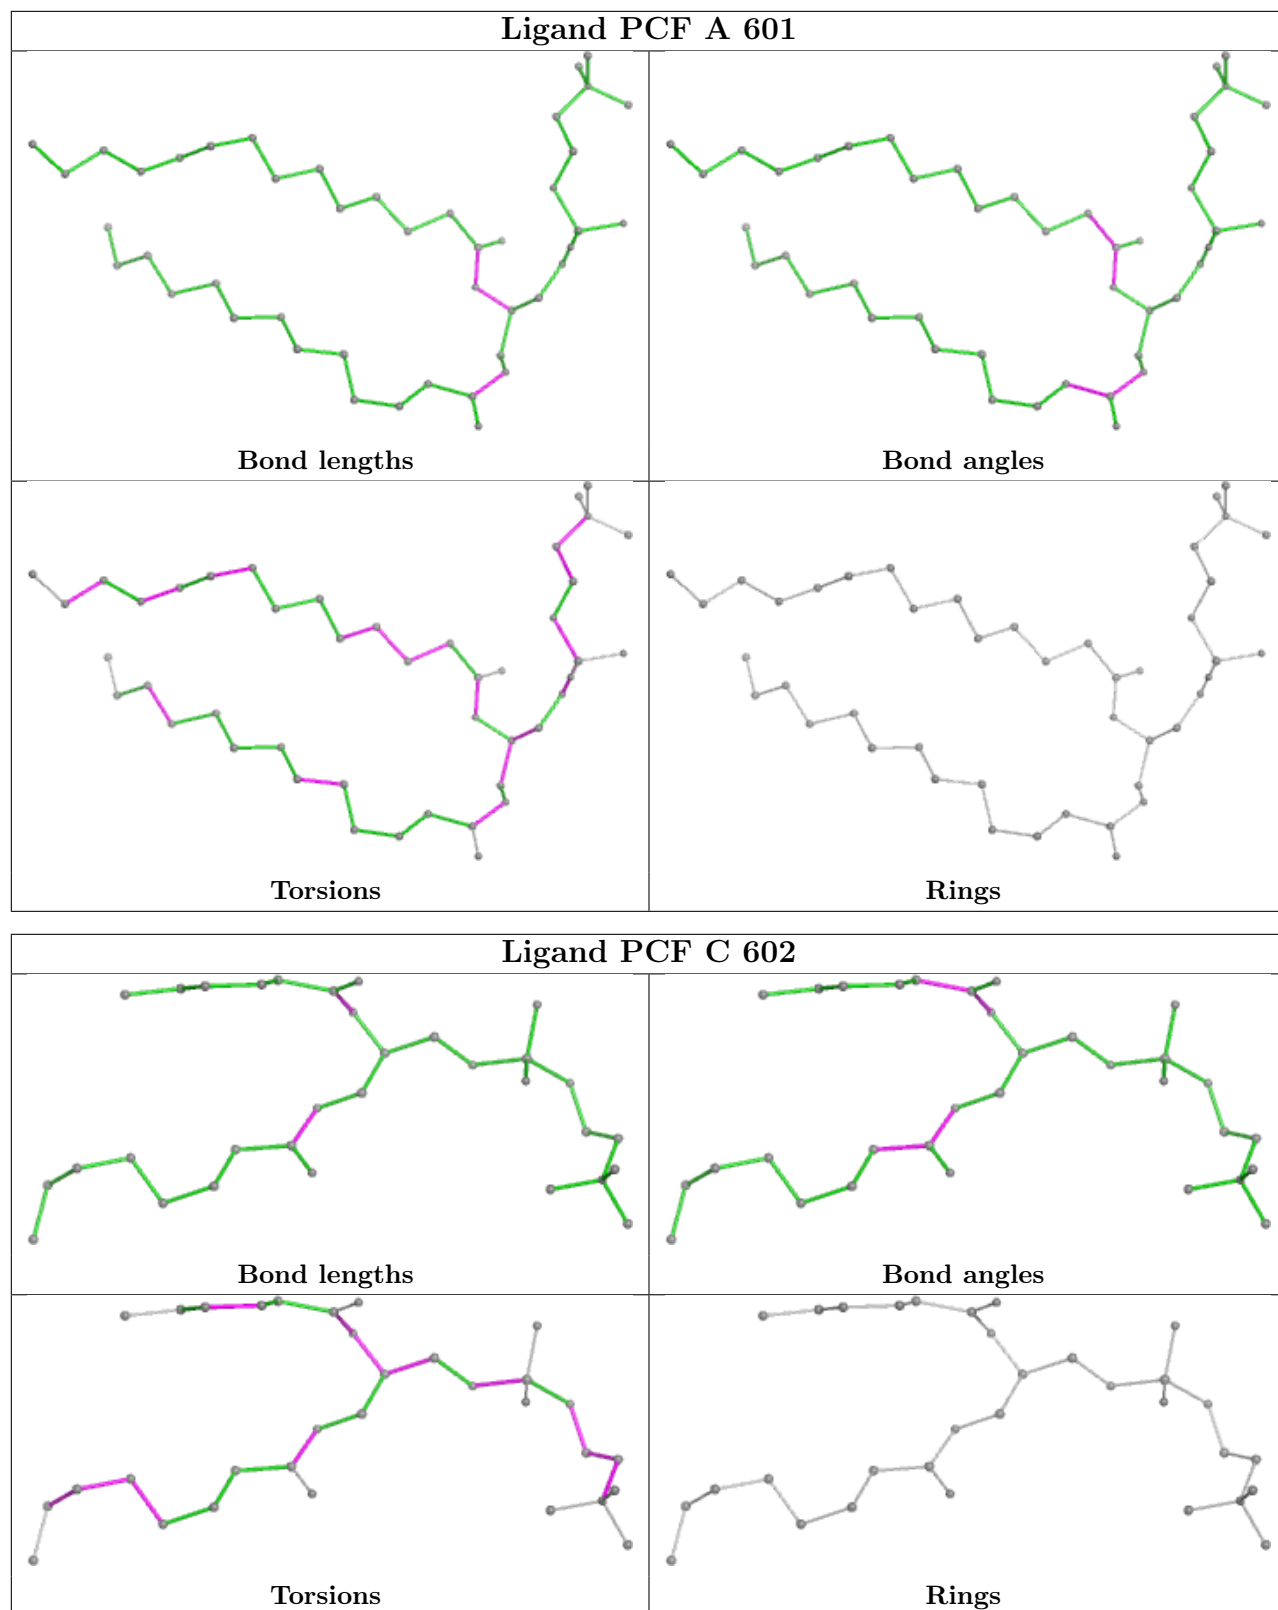 Ligand PCF A 601
Bond lengths
Bond angles
Torsions
Rings
Ligand PCF C 602
Bond lengths
Bond angles
Torsions
Rings